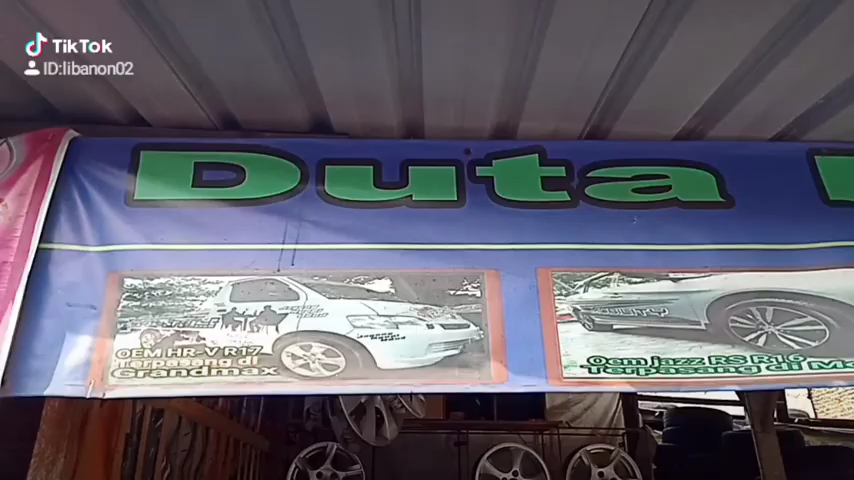 TikTok
ID:libanon02
Duta
OEM HR-V R17
Terpasang di
Grandmax
Oem Jazz RS R16
Terpasang di M